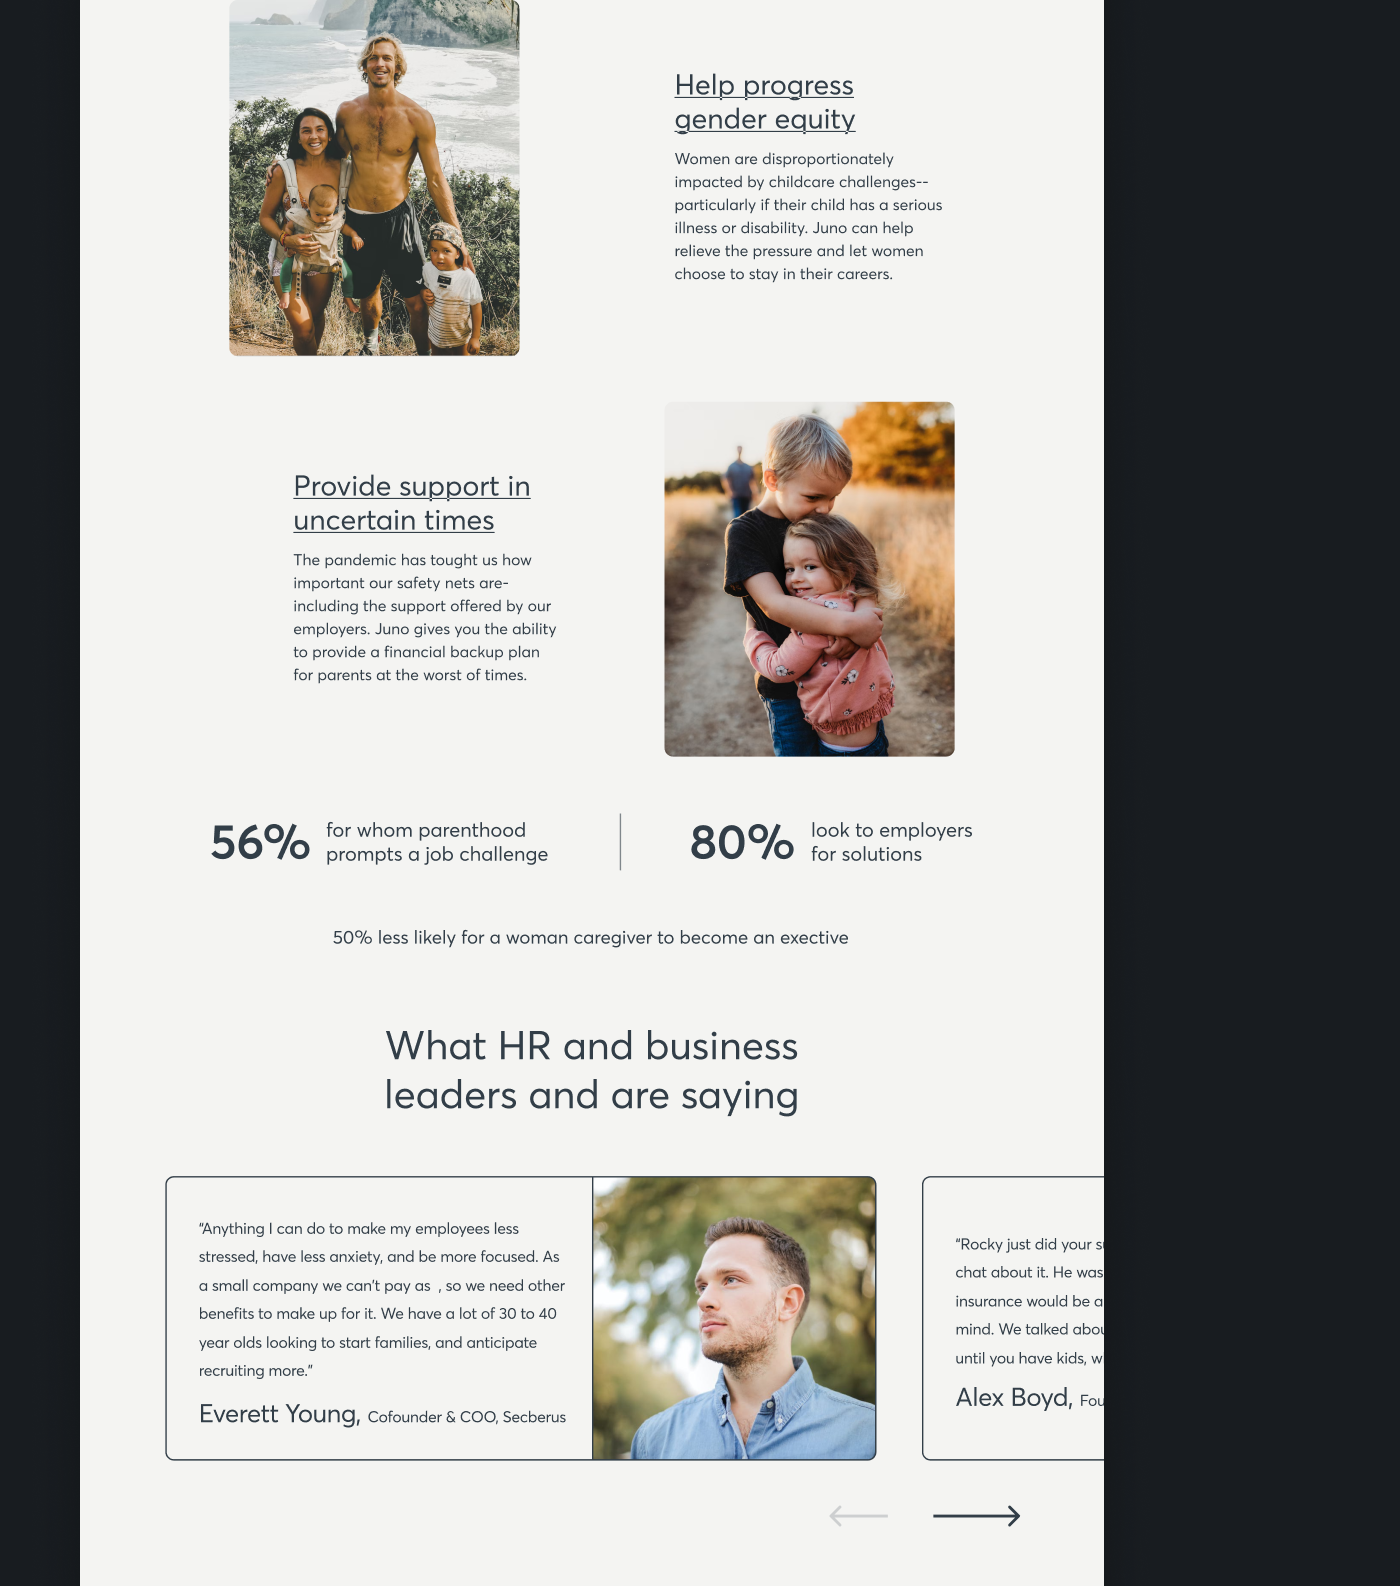 Help progress
gender equity
Women are disproportionately
impacted by childcare challenges--
particularly if their child has a serious
illness or disability. Juno can help
relieve the pressure and let women
choose to stay in their careers.
Provide support in
uncertain times
The pandemic has tought us how
important our safety nets are-
including the support offered by our
employers. Juno gives you the ability
to provide a financial backup plan
for parents at the worst of times.
56% for whom parenthood
prompts a job challenge
80% look to employers
for solutions
50% less likely for a woman caregiver to become an exective
What HR and business
leaders and are saying
“Anything I can do to make my employees less
stressed, have less anxiety, and be more focused. As
a small company we can’t pay as , so we need other
benefits to make up for it. We have a lot of 30 to 40
year olds looking to start families, and anticipate
recruiting more.”
Everett Young, Cofounder & COO, Secberus
“Rocky just did your
chat about it. He was
insurance would be a
mind. We talked
until you have kids,
Alex Boyd,